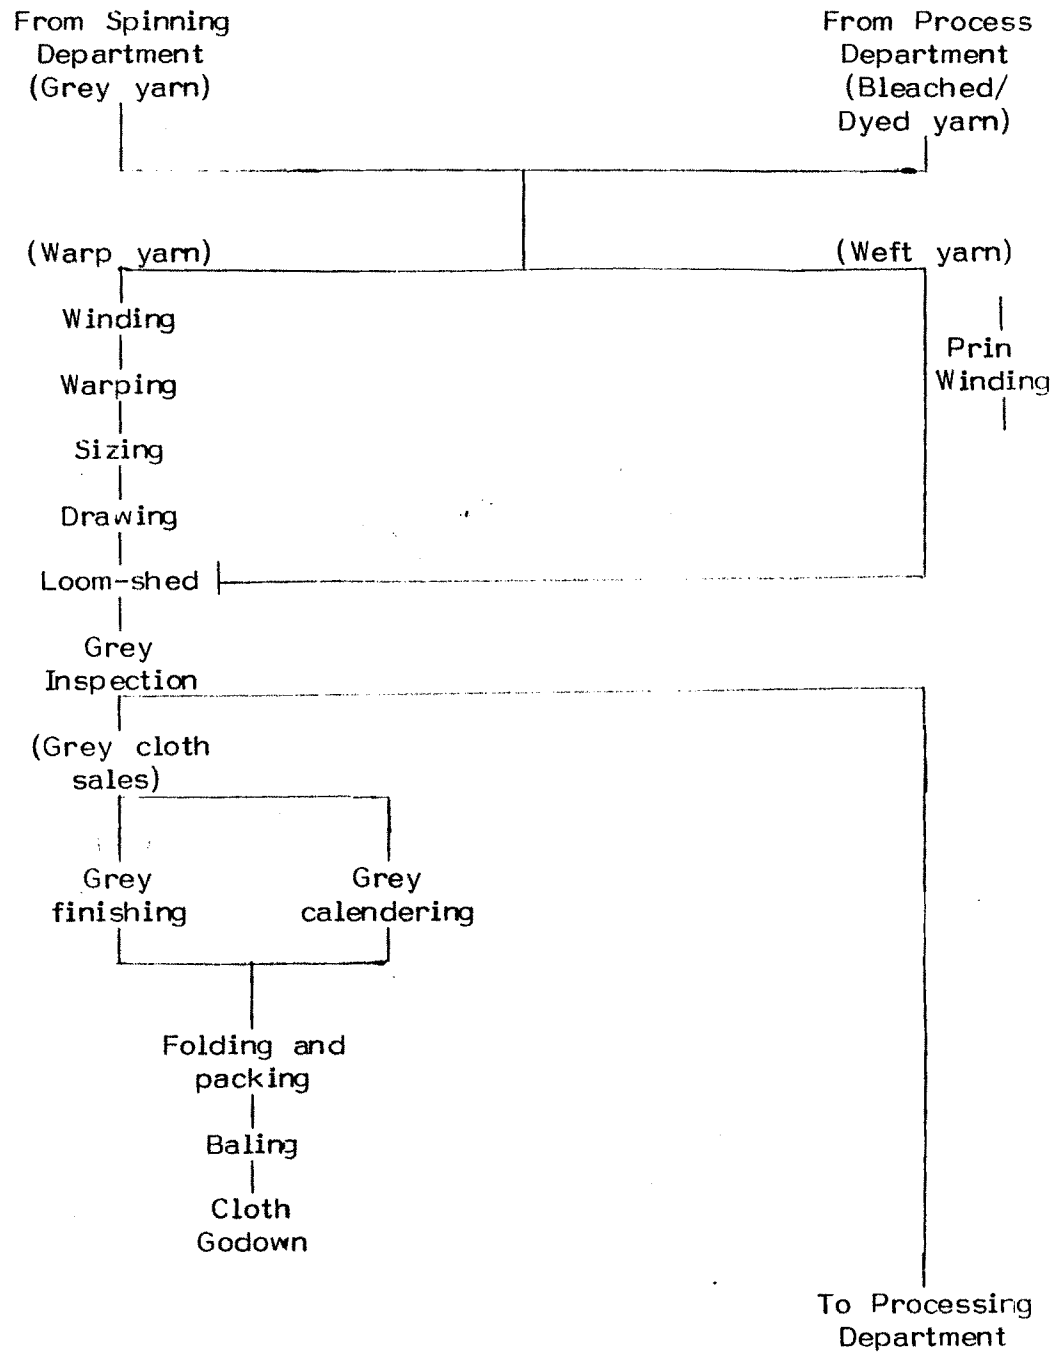 From Spinning
Department
(Grey yarn)
From Process
Department
(Bleached/
Dyed yarn)
(Warp yarn)
(Weft yarn)
Winding
Prin
Winding
Warping
Sizing
Drawing
Loom-shed
Grey
Inspection
(Grey cloth
sales)
Grey
finishing
Grey
calendering
Folding and
packing
Baling
Cloth
Godown
To Processing
Department